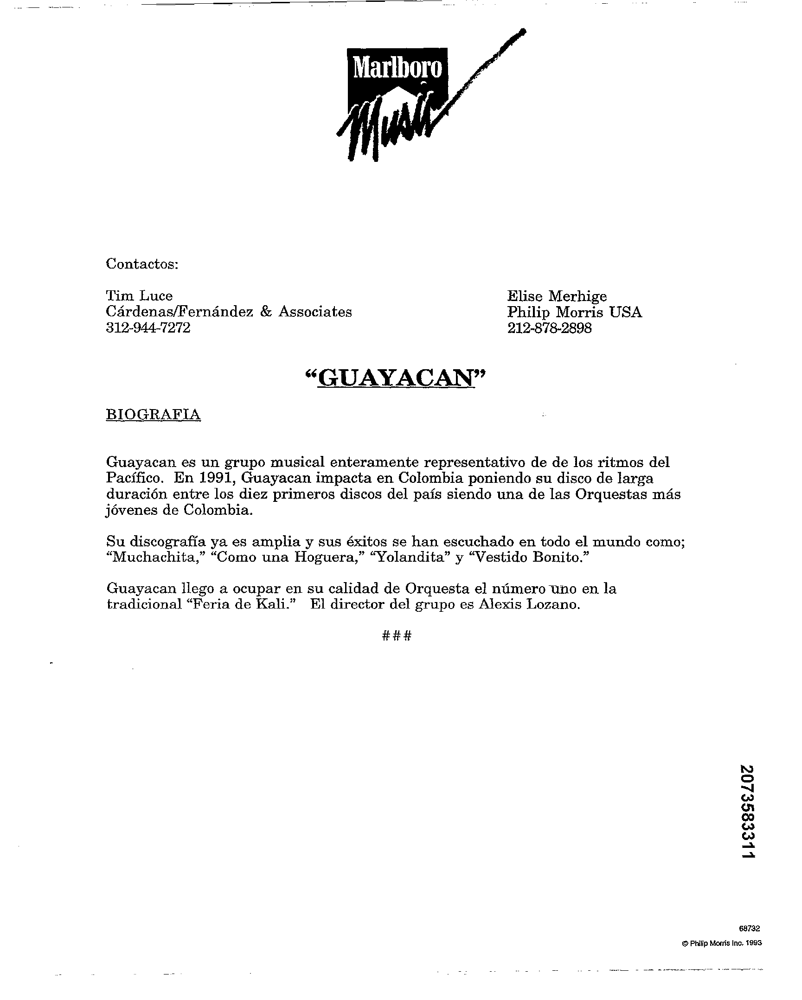 Marlboro
Music
Contactos:
Tim Luce
Cárdenas/Fernández & Associates
312-944-7272
Elise Merhige
Philip Morris USA
212-878-2898
“GUAYACAN”
BIOGRAFIA
Guayacan es un grupo musical enteramente representativo de de los ritmos del
Pacífico. En 1991, Guayacan impacta en Colombia poniendo su disco de larga
duración entre los diez primeros discos del país siendo una de las Orquestas más
jóvenes de Colombia.
Su discografía ya es amplia y sus éxitos se han escuchado en todo el mundo como;
“Muchachita,” “Como una Hoguera,” “Yolandita” y “Vestido Bonito.”
Guayacan llego a ocupar en su calidad de Orquesta el número uno en la
tradicional “Feria de Kali.” El director del grupo es Alexis Lozano.
###
2073583311
68732
© Philip Morris Inc. 1993